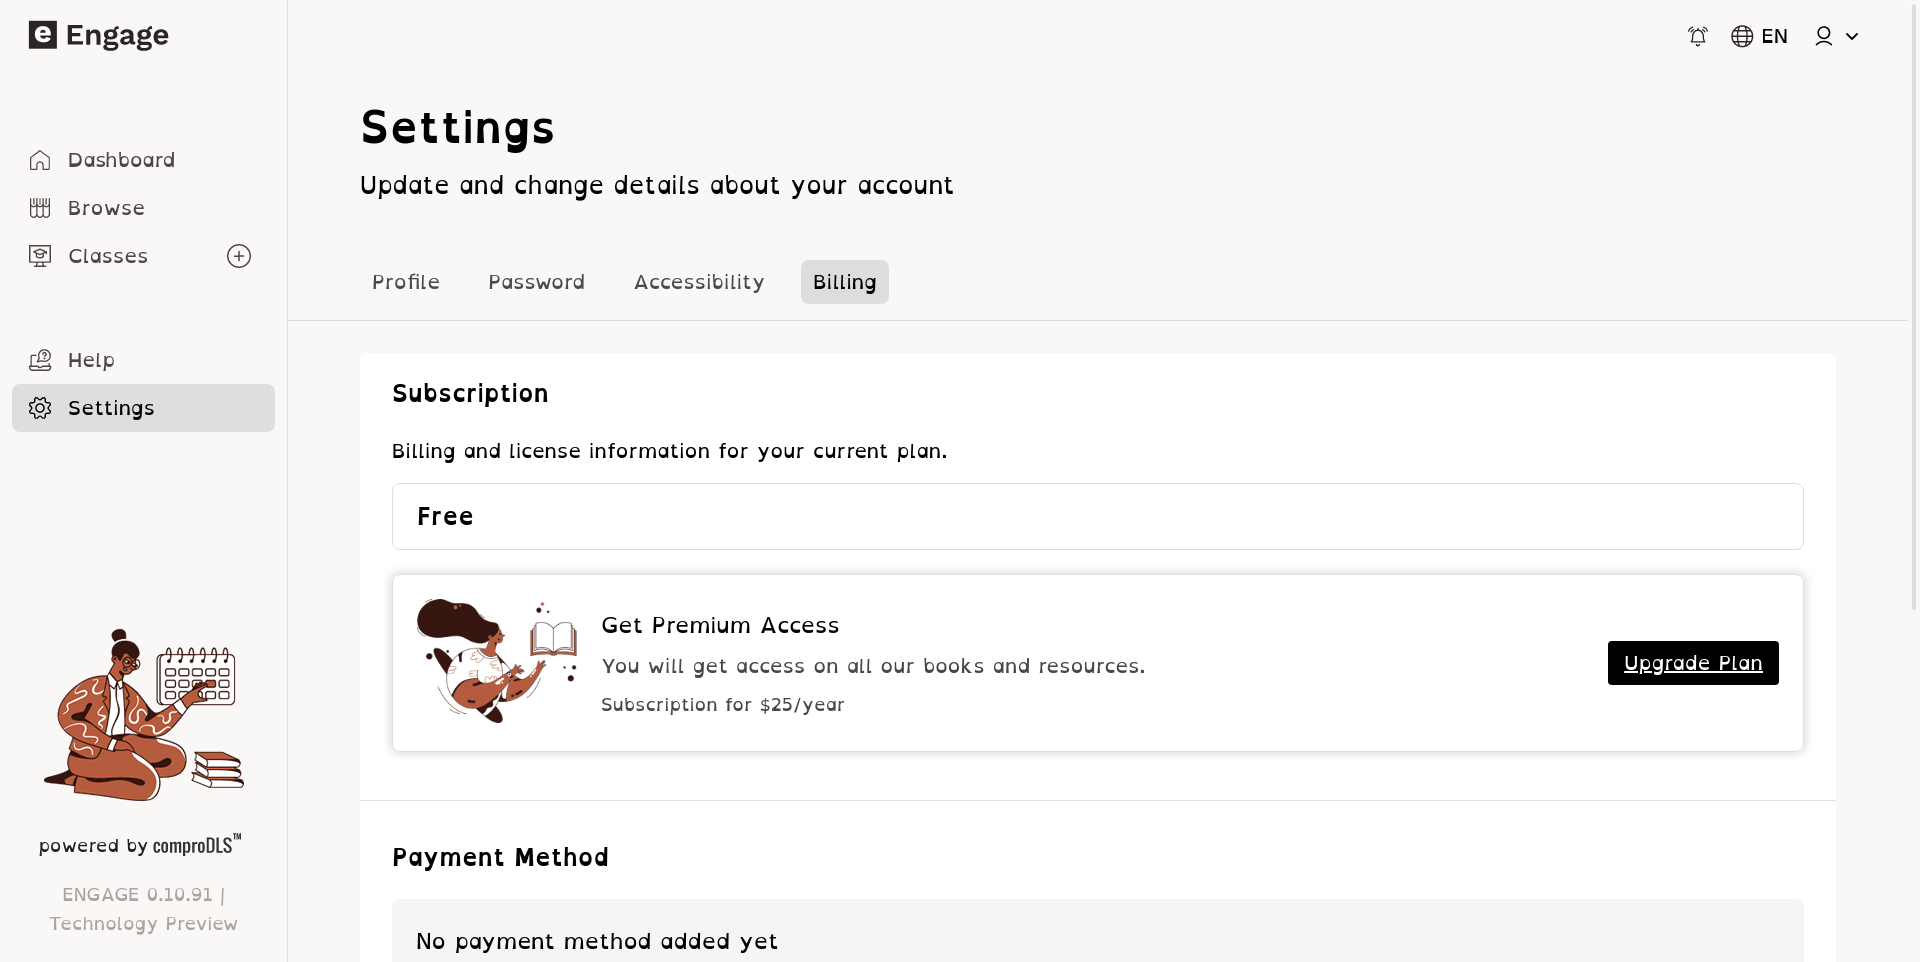 e Engage
EN
Dashboard
Browse
Classes
Help
Settings
powered by comproDLS™
ENGAGE 0.10.91 |
Technology Preview
Settings
Update and change details about your account
Profile Password Accessibility Billing
Subscription
Billing and license information for your current plan.
Free
Get Premium Access
You will get access on all our books and resources.
Subscription for $25/year
Upgrade Plan
Payment Method
No payment method added yet